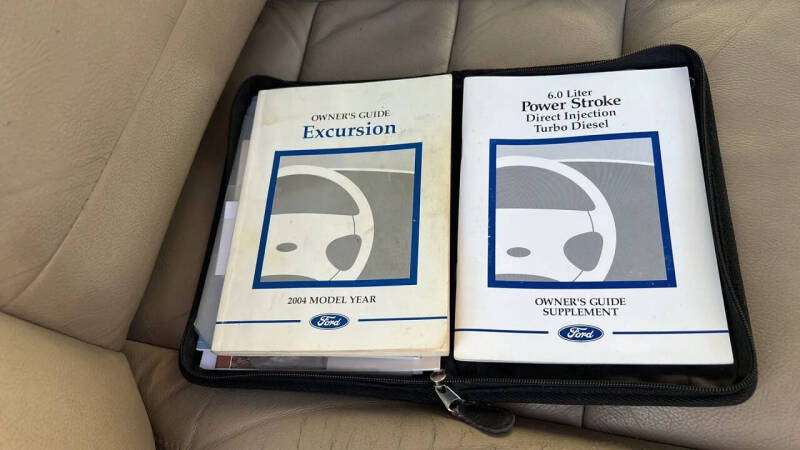 OWNER'S GUIDE
Excursion
2004 MODEL YEAR
Ford
6.0 Liter
Power Stroke
Direct Injection
Turbo Diesel
OWNER'S GUIDE
SUPPLEMENT
Ford